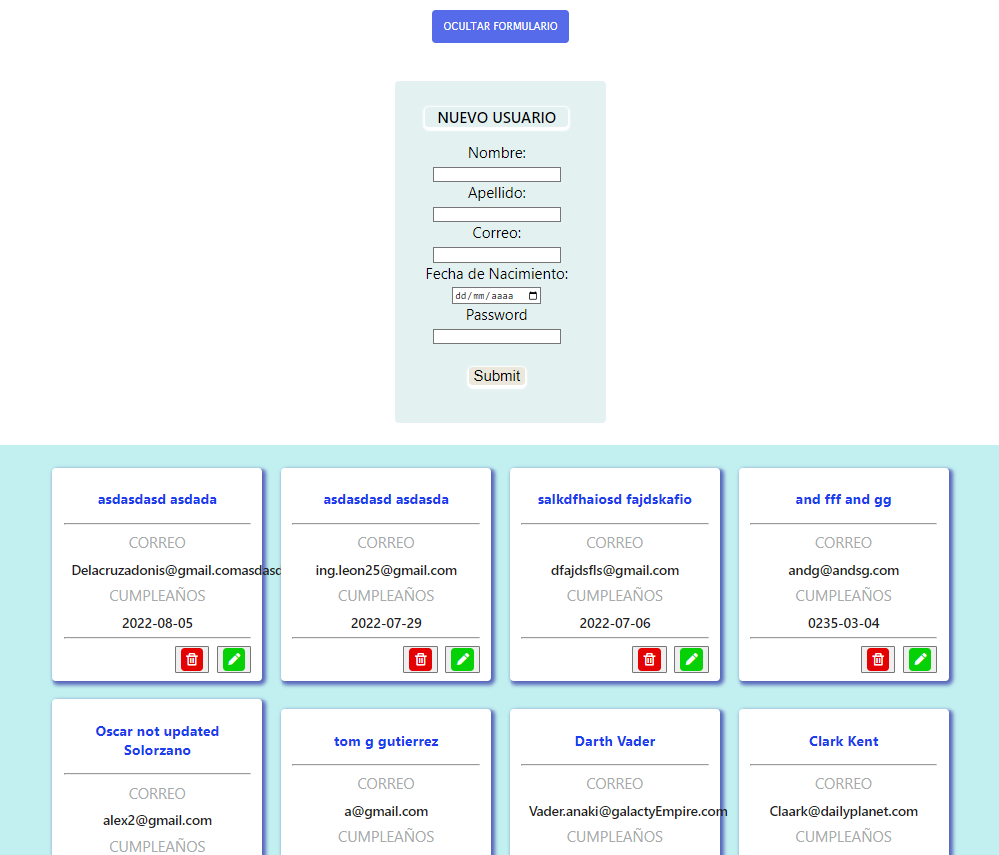 OCULTAR FORMULARIO
NUEVO USUARIO
Nombre:
Apellido:
Correo:
Fecha de Nacimiento:
dd/mm/aaaa
Password
Submit
asdasdasd asdada
CORREO
Delacruzadonis@gmail.comasdasd
CUMPLEAÑOS
2022-08-05
asdasdasd asdasda
CORREO
ing.leon25@gmail.com
CUMPLEAÑOS
2022-07-29
salkdfhaiosd fajdskafio
CORREO
dfajdsfls@gmail.com
CUMPLEAÑOS
2022-07-06
and fff and gg
CORREO
andg@andsg.com
CUMPLEAÑOS
0235-03-04
Oscar not updated
Solorzano
CORREO
alex2@gmail.com
CUMPLEAÑOS
tom g gutierrez
CORREO
a@gmail.com
CUMPLEAÑOS
Darth Vader
CORREO
Vader.anaki@galactyEmpire.com
CUMPLEAÑOS
Clark Kent
CORREO
Claark@dailyplanet.com
CUMPLEAÑOS